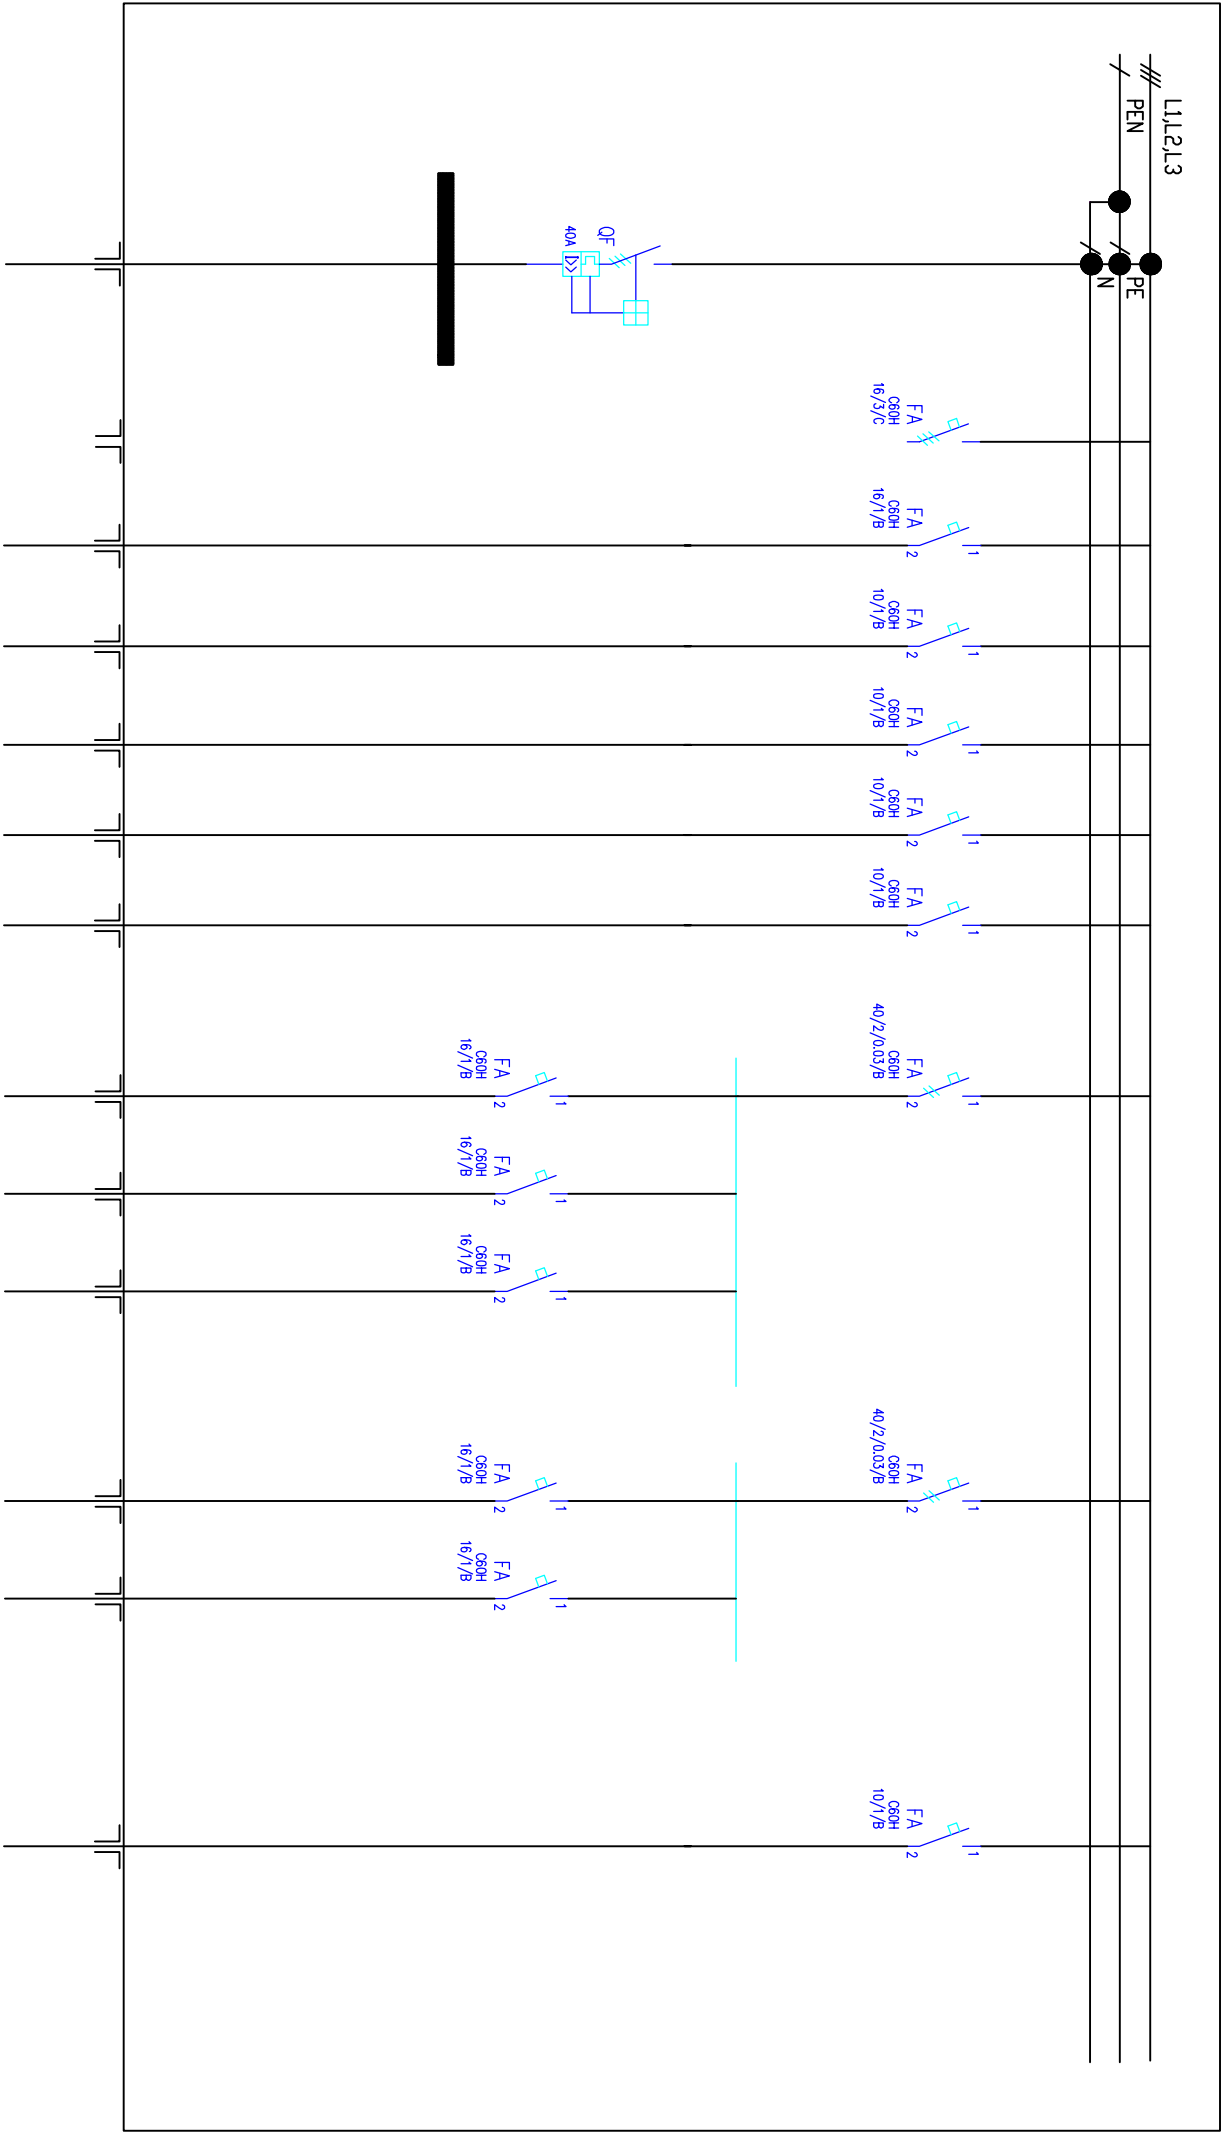 L1,L2,L3
PEN
PE
N
QF
40A
FA
C60H
16/3/C
FA
C60H
16/1/B
1
2
FA
C60H
10/1/B
1
2
FA
C60H
10/1/B
1
2
FA
C60H
10/1/B
1
2
FA
C60H
10/1/B
1
2
FA
C60H
40/2/0.03/B
1
2
FA
C60H
16/1/B
1
2
FA
C60H
16/1/B
1
2
FA
C60H
16/1/B
1
2
FA
C60H
40/2/0.03/B
1
2
FA
C60H
16/1/B
1
2
FA
C60H
16/1/B
1
2
FA
C60H
10/1/B
1
2